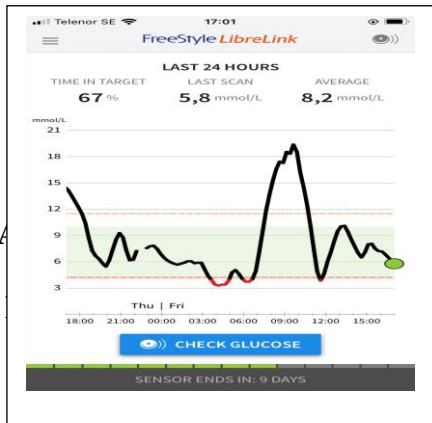 Telenor SE 17:01
FreeStyle LibreLink
LAST 24 HOURS
TIME IN TARGET LAST SCAN AVERAGE
67 % 5,8 mmol/L 8,2 mmol/L
mmol/L
21
18
15
12
9
6
3
Thu | Fri
18:00 21:00 00:00 03:00 06:00 09:00 12:00 15:00
CHECK GLUCOSE
SENSOR ENDS IN: 9 DAYS